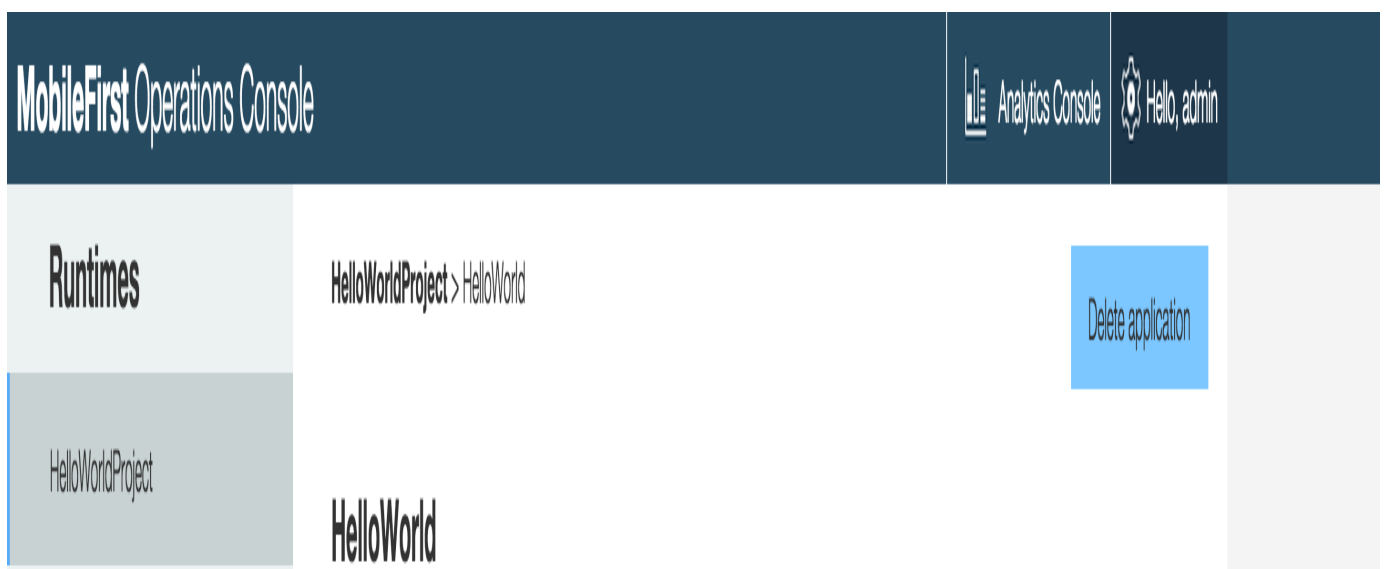 MobileFirst Operations Console
Analytics Console
Hello, admin
Runtimes
HelloWorldProject > HelloWorld
Delete application
HelloWorldProject
HelloWorld